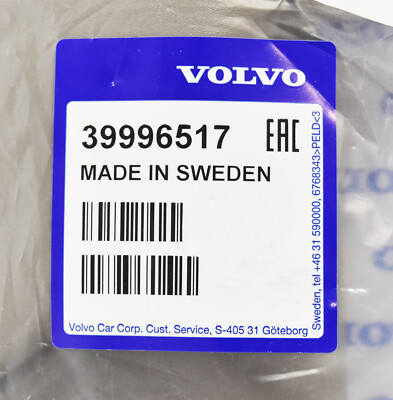 VOLVO
39996517
EAC
MADE IN SWEDEN
Volvo Car Corp. Cust. Service, S-405 31 Göteborg
Sweden, tel +46 31 590000, 6768343>PELD<3